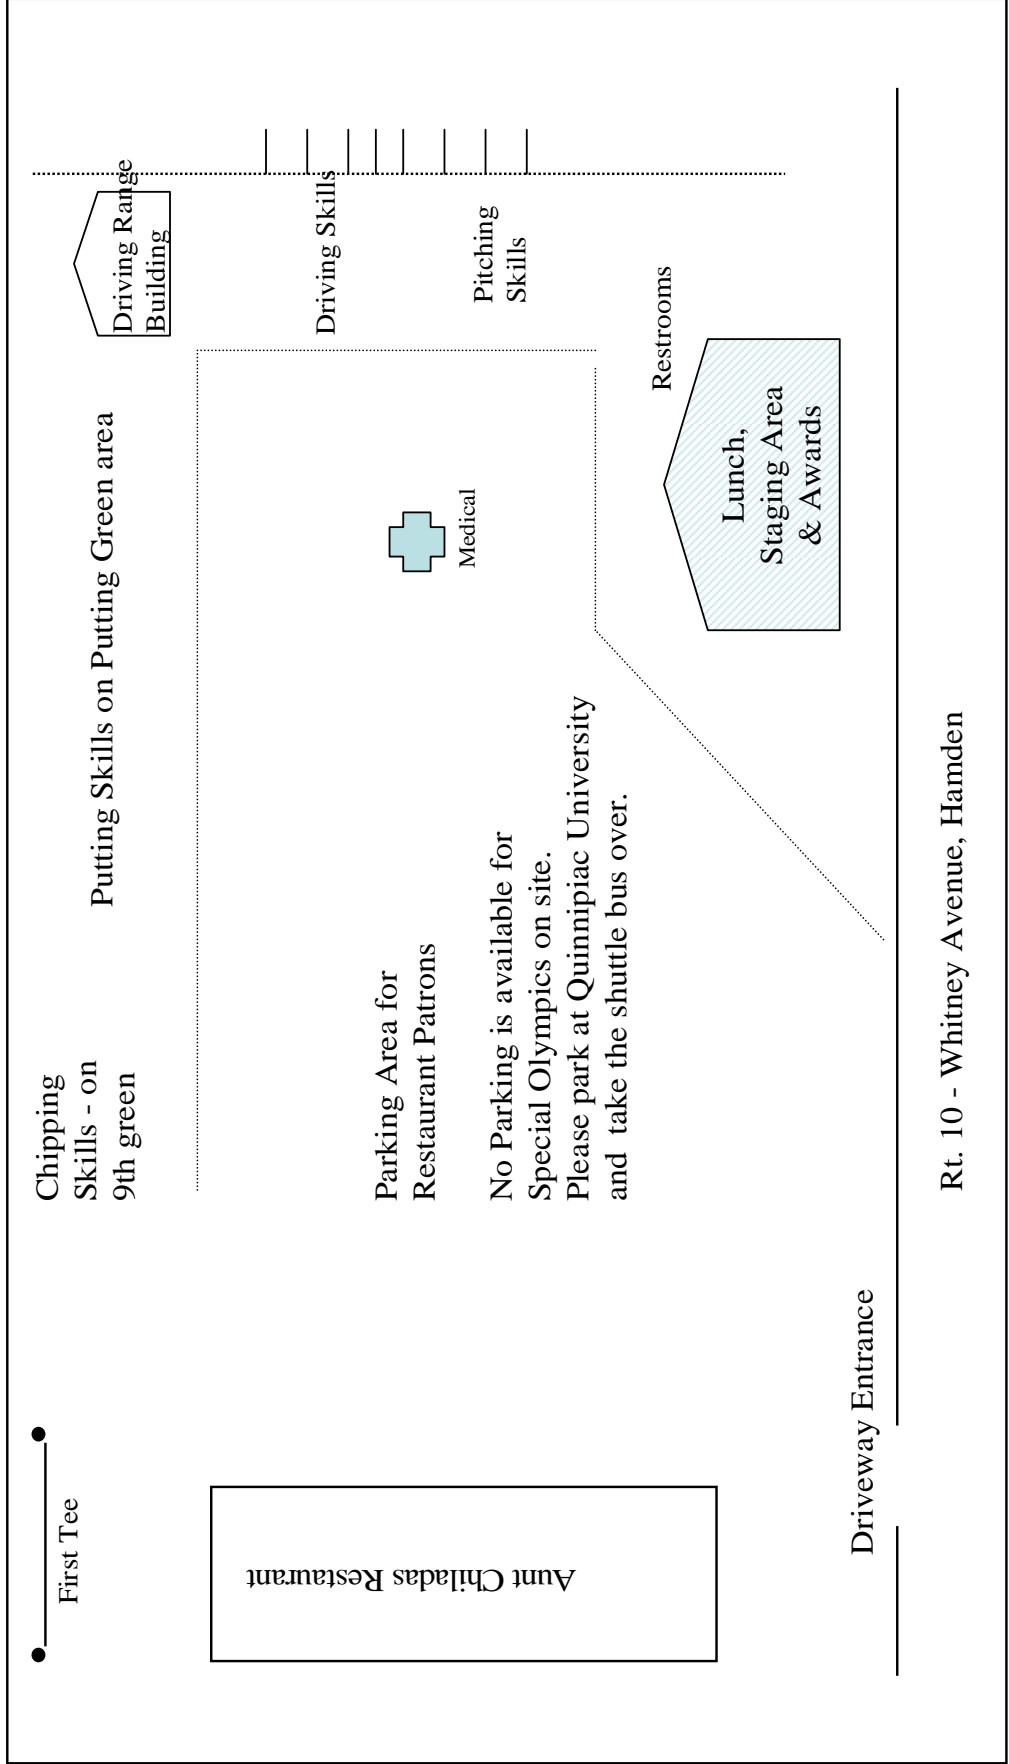 First Tee
Chipping
Skills - on
9th green
Putting Skills on Putting Green area
Driving Range
Building
Aunt Chiladas Restaurant
Parking Area for
Restaurant Patrons
No Parking is available for
Special Olympics on site.
Please park at Quinnipiac University
and take the shuttle bus over.
Medical
Driving Skills
Pitching
Skills
Restrooms
Lunch,
Staging Area
& Awards
Driveway Entrance
Rt. 10 - Whitney Avenue, Hamden